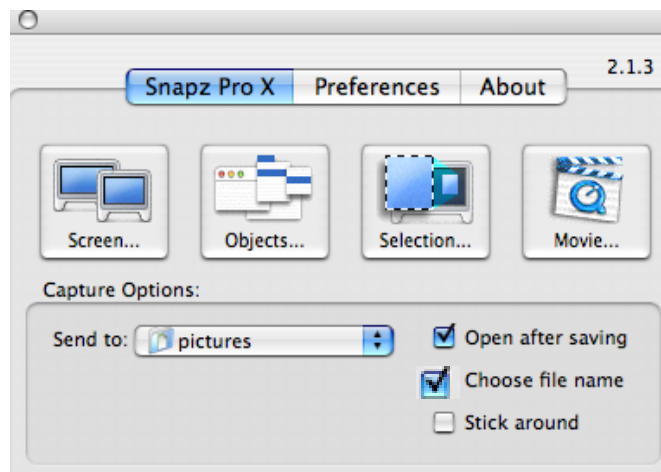 2.1.3
Snapz Pro X Preferences About
Screen... Objects... Selection... Movie...
Capture Options:
Send to: pictures
Open after saving
Choose file name
Stick around